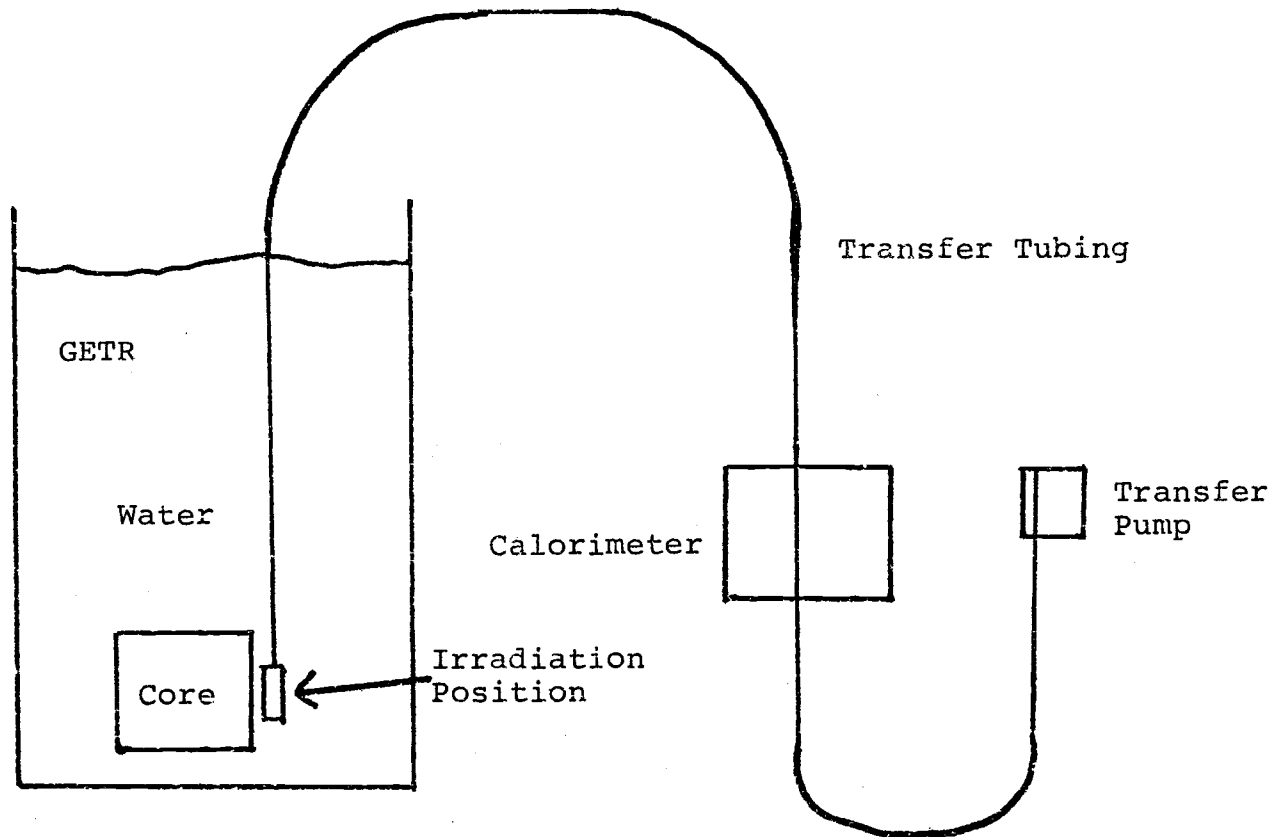 Transfer Tubing
GETR
Water
Calorimeter
Transfer
Pump
Core
Irradiation
Position